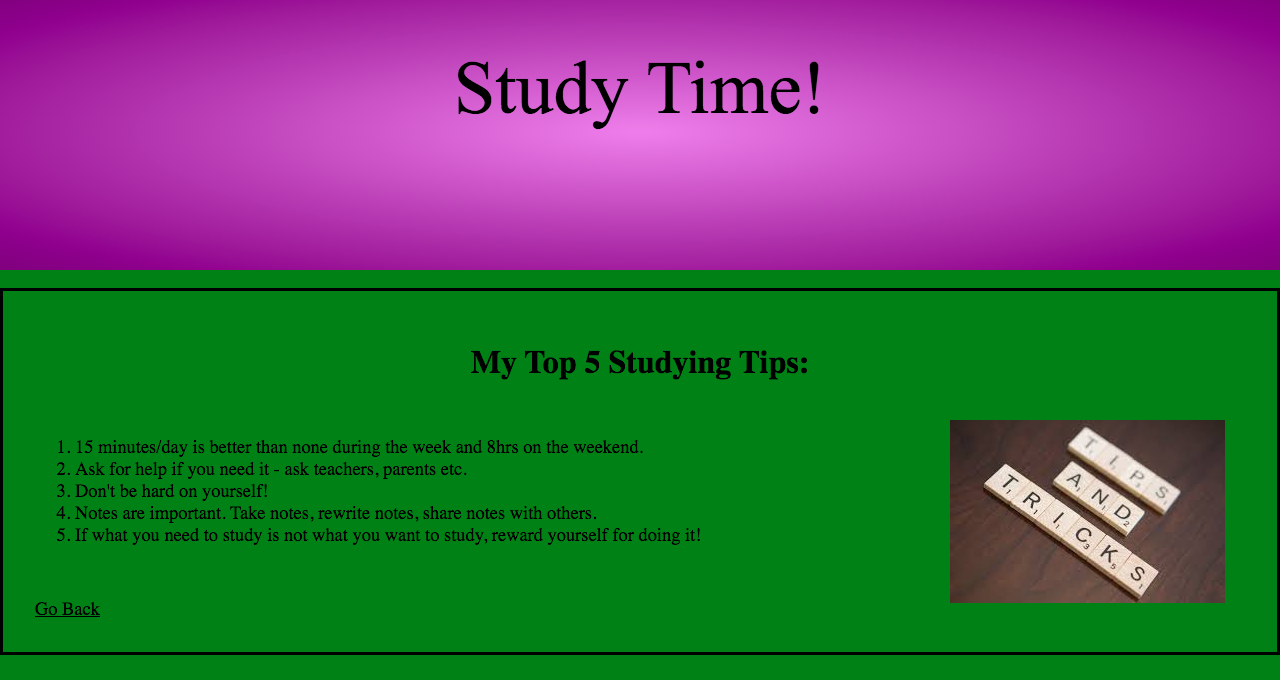 Study Time!
My Top 5 Studying Tips:
1. 15 minutes/day is better than none during the week and 8hrs on the weekend.
2. Ask for help if you need it - ask teachers, parents etc.
3. Don't be hard on yourself!
4. Notes are important. Take notes, rewrite notes, share notes with others.
5. If what you need to study is not what you want to study, reward yourself for doing it!
TIPS
AND
TRICKS
Go Back